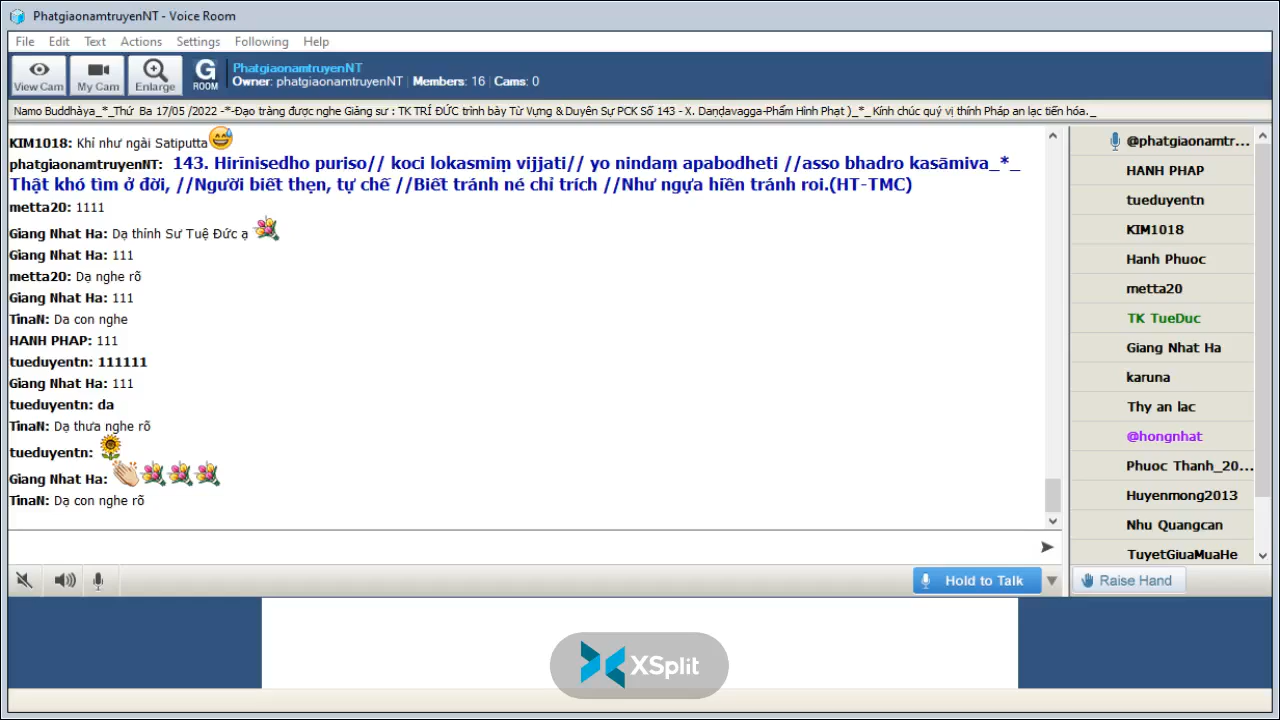 PhatgiaonamtruyenNT - Voice Room
File Edit Text Actions Settings Following Help
View Cam My Cam Enlarge G ROOM
PhatgiaonamtruyenNT
Owner: phatgiaonamtruyenNT | Members: 16 | Cams: 0
Namo Buddhàya_*_Thứ Ba 17/05 /2022 -*-Đạo tràng được nghe Giảng sư : TK TRÍ ĐỨC trình bày Từ Vựng & Duyên Sự PCK Số 143 - X. Daṇḍavagga-Phẩm Hình Phạt )_*_ Kính chúc quý vị thính Pháp an lạc tiến hóa._
KIM1018: Khỉ như ngài Satiputta
phatgiaonamtruyenNT: 143. Hirīnisedho puriso// koci lokasmiṃ vijjati// yo nindaṃ apabodheti //asso bhadro kasāmiva_*_
Thật khó tìm ở đời, //Người biết thẹn, tự chế //Biết tránh né chỉ trích //Như ngựa hiền tránh roi.(HT-TMC)
metta20: 1111
Giang Nhat Ha: Dạ thỉnh Sư Tuệ Đức ạ
Giang Nhat Ha: 111
metta20: Dạ nghe rõ
Giang Nhat Ha: 111
TinaN: Da con nghe
HANH PHAP: 111
tueduyentn: 111111
Giang Nhat Ha: 111
tueduyentn: da
TinaN: Dạ thưa nghe rõ
tueduyentn:
Giang Nhat Ha:
TinaN: Dạ con nghe rõ
@phatgiaonamtr...
HANH PHAP
tueduyentn
KIM1018
Hanh Phuoc
metta20
TK TueDuc
Giang Nhat Ha
karuna
Thy an lac
@hongnhat
Phuoc Thanh_20...
Huyenmong2013
Nhu Quangcan
TuyetGiuaMuaHe
Hold to Talk
Raise Hand
XSplit